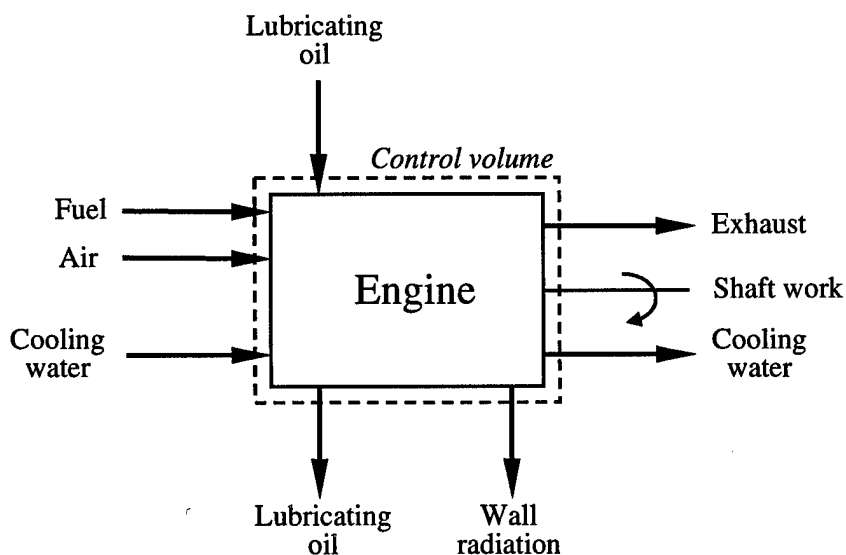 Lubricating
oil
Control volume
Fuel
Air
Cooling
water
Engine
Exhaust
Shaft work
Cooling
water
Lubricating
oil
Wall
radiation